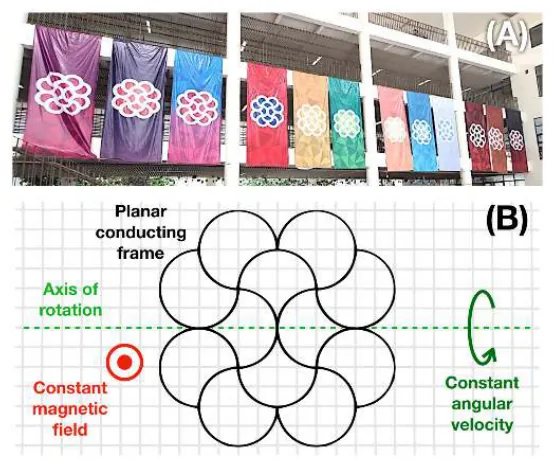 (A)
(B)
Planar
conducting
frame
Axis of
rotation
Constant
magnetic
field
Constant
angular
velocity